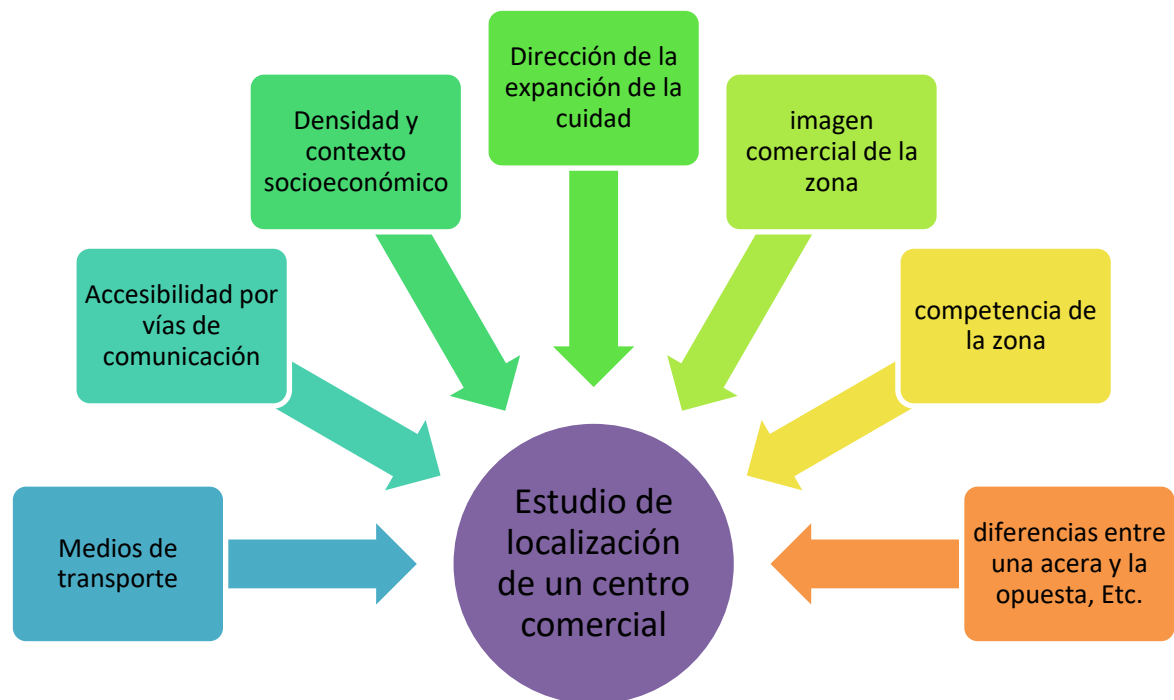 Dirección de la
expanción de la
cuidad
Densidad y
contexto
socioeconómico
imagen
comercial de la
zona
Accesibilidad por
vías de
comunicación
competencia de
la zona
Medios de
transporte
Estudio de
localización
de un centro
comercial
diferencias entre
una acera y la
opuesta, Etc.